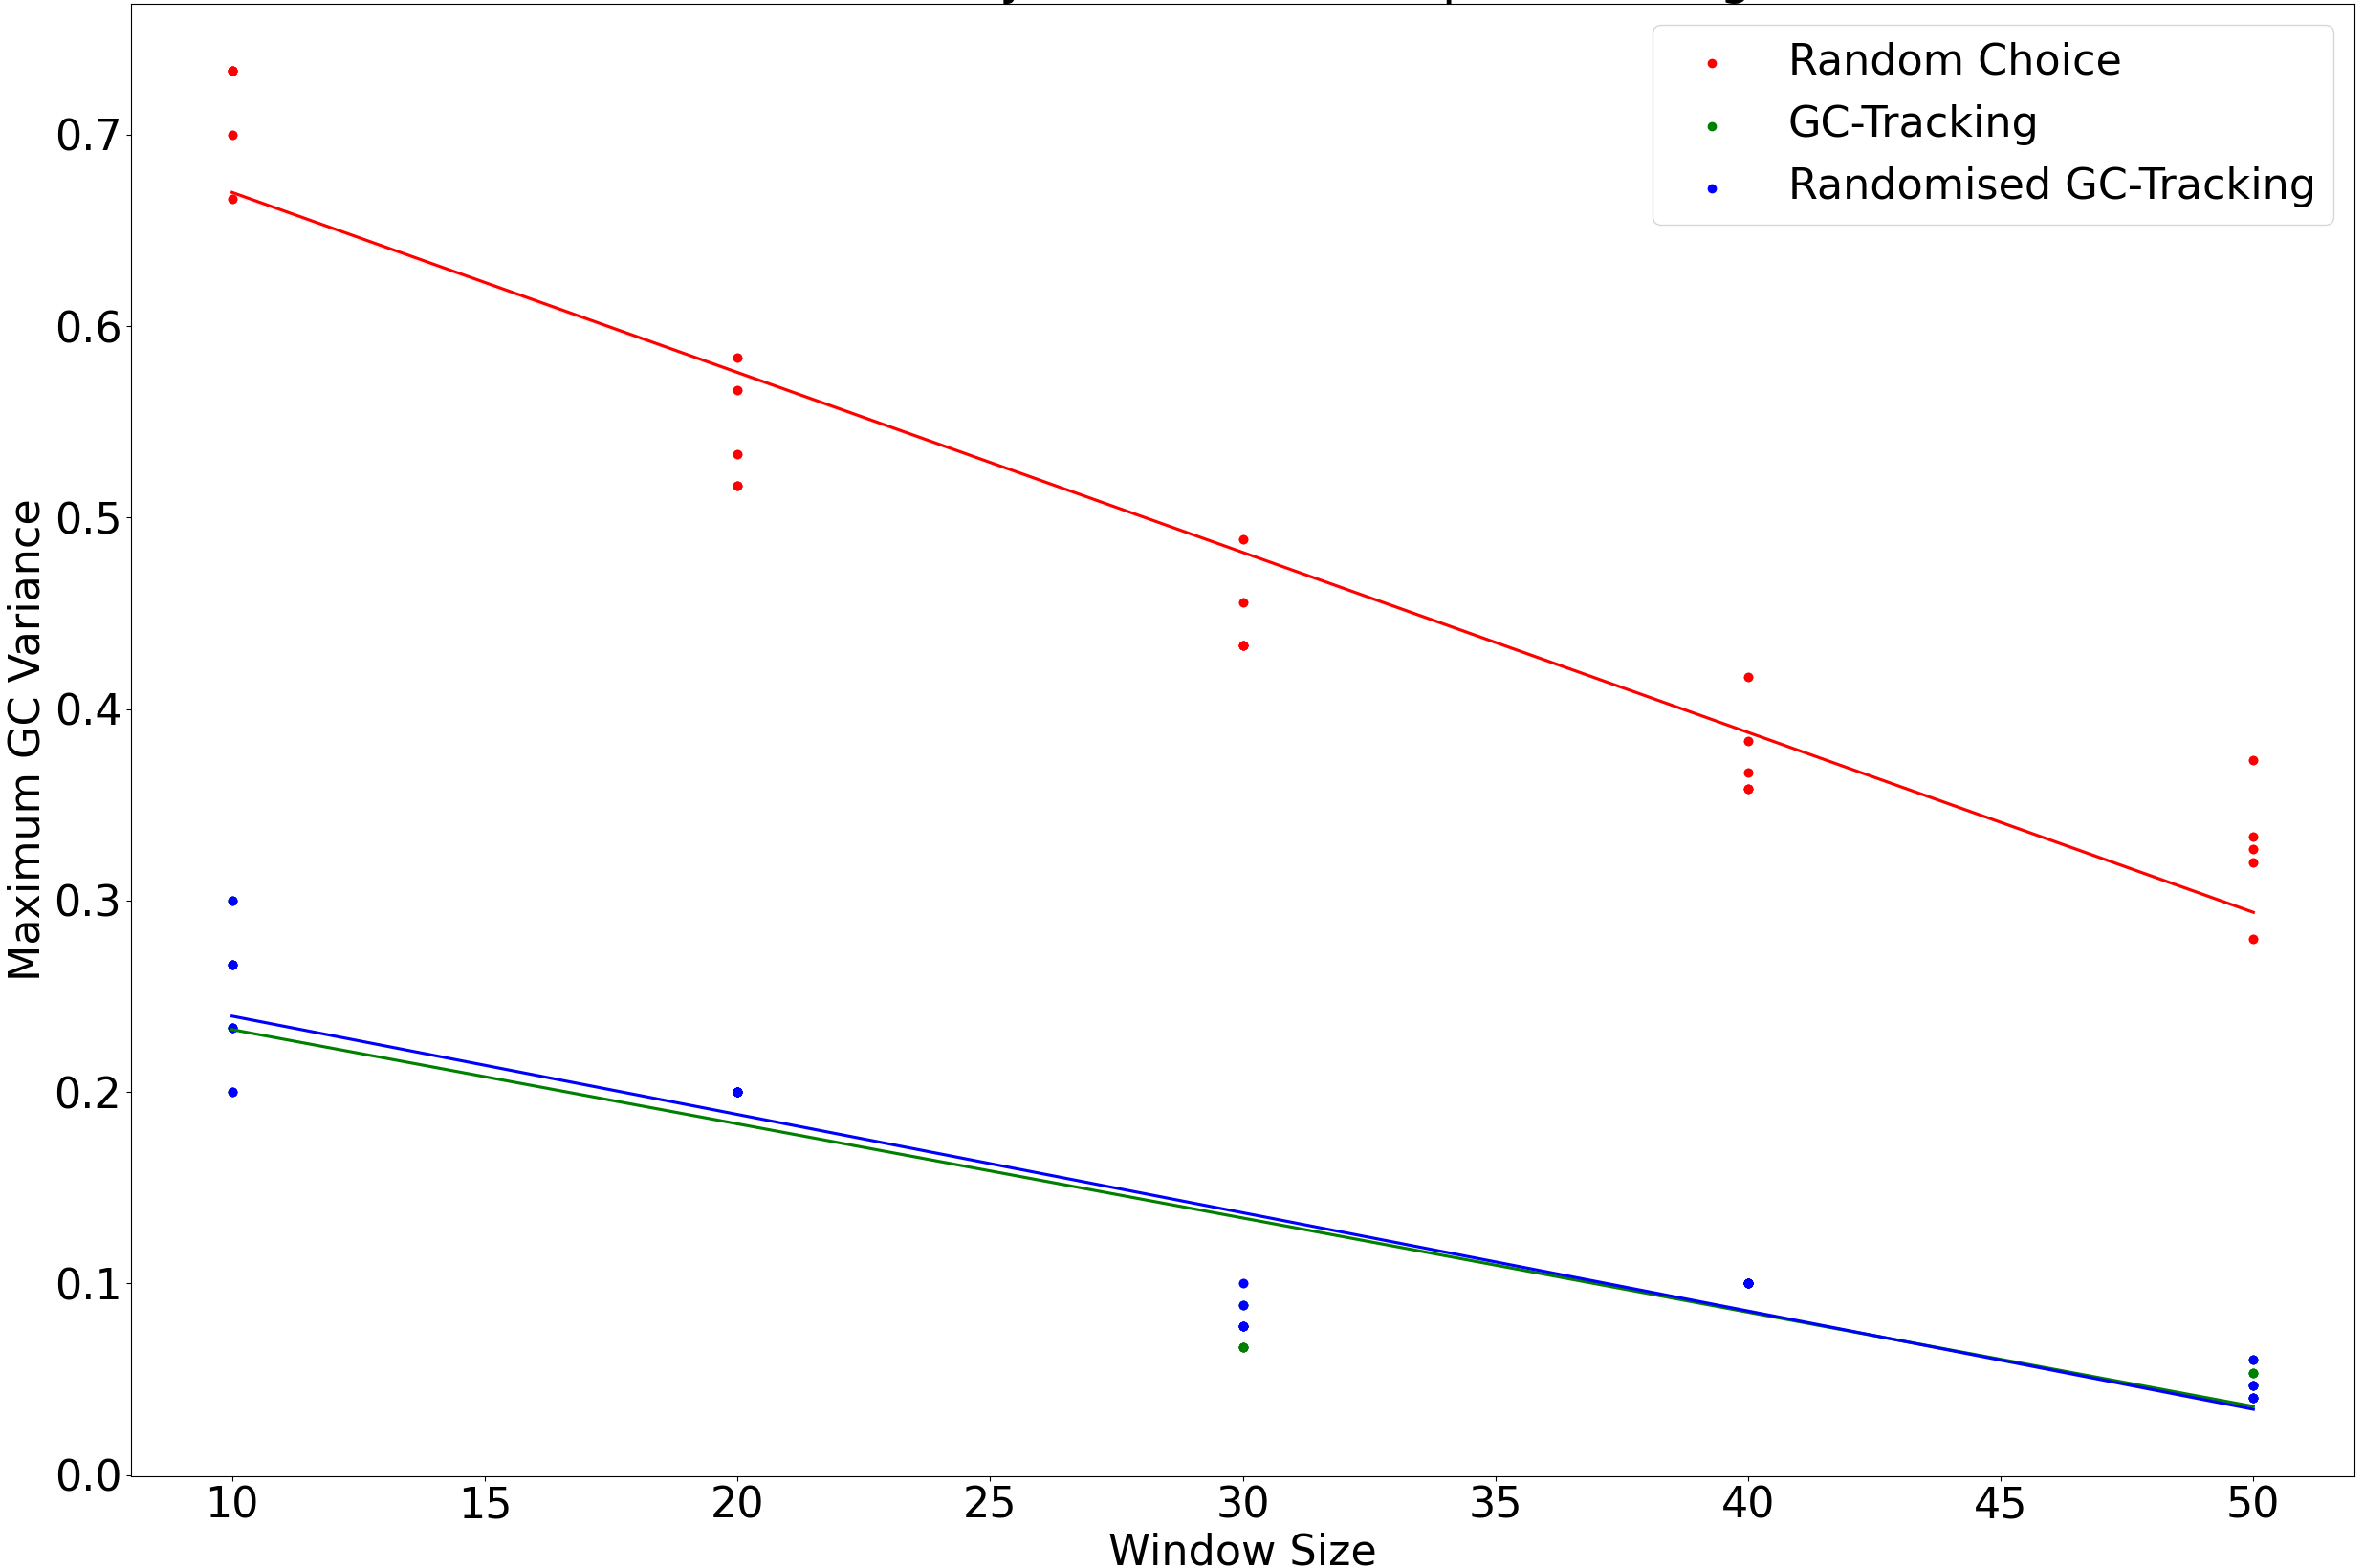 Random Choice
GC-Tracking
Randomised GC-Tracking
Maximum GC Variance
0.7
0.6
0.5
0.4
0.3
0.2
0.1
0.0
10 15 20 25 30 35 40 45 50
Window Size